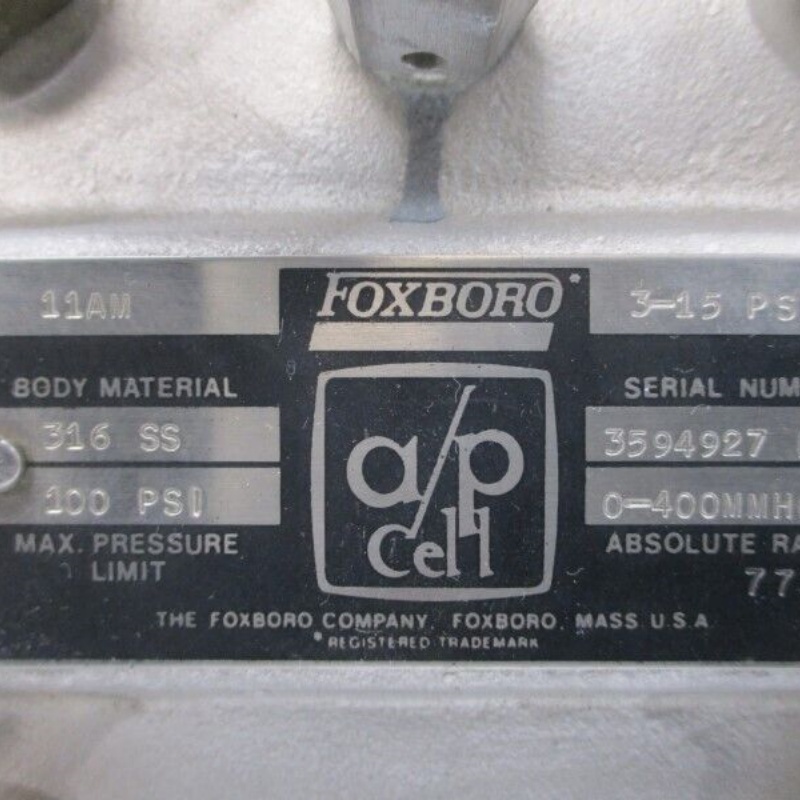 11AM
FOXBORO*
3-15 PS
BODY MATERIAL
SERIAL NUM
316 SS
3594927
100 PSI
0-400MMH
MAX. PRESSURE
LIMIT
ABSOLUTE RA
77
a/p
Cell
THE FOXBORO COMPANY, FOXBORO, MASS U.S.A
*REGISTERED TRADEMARK